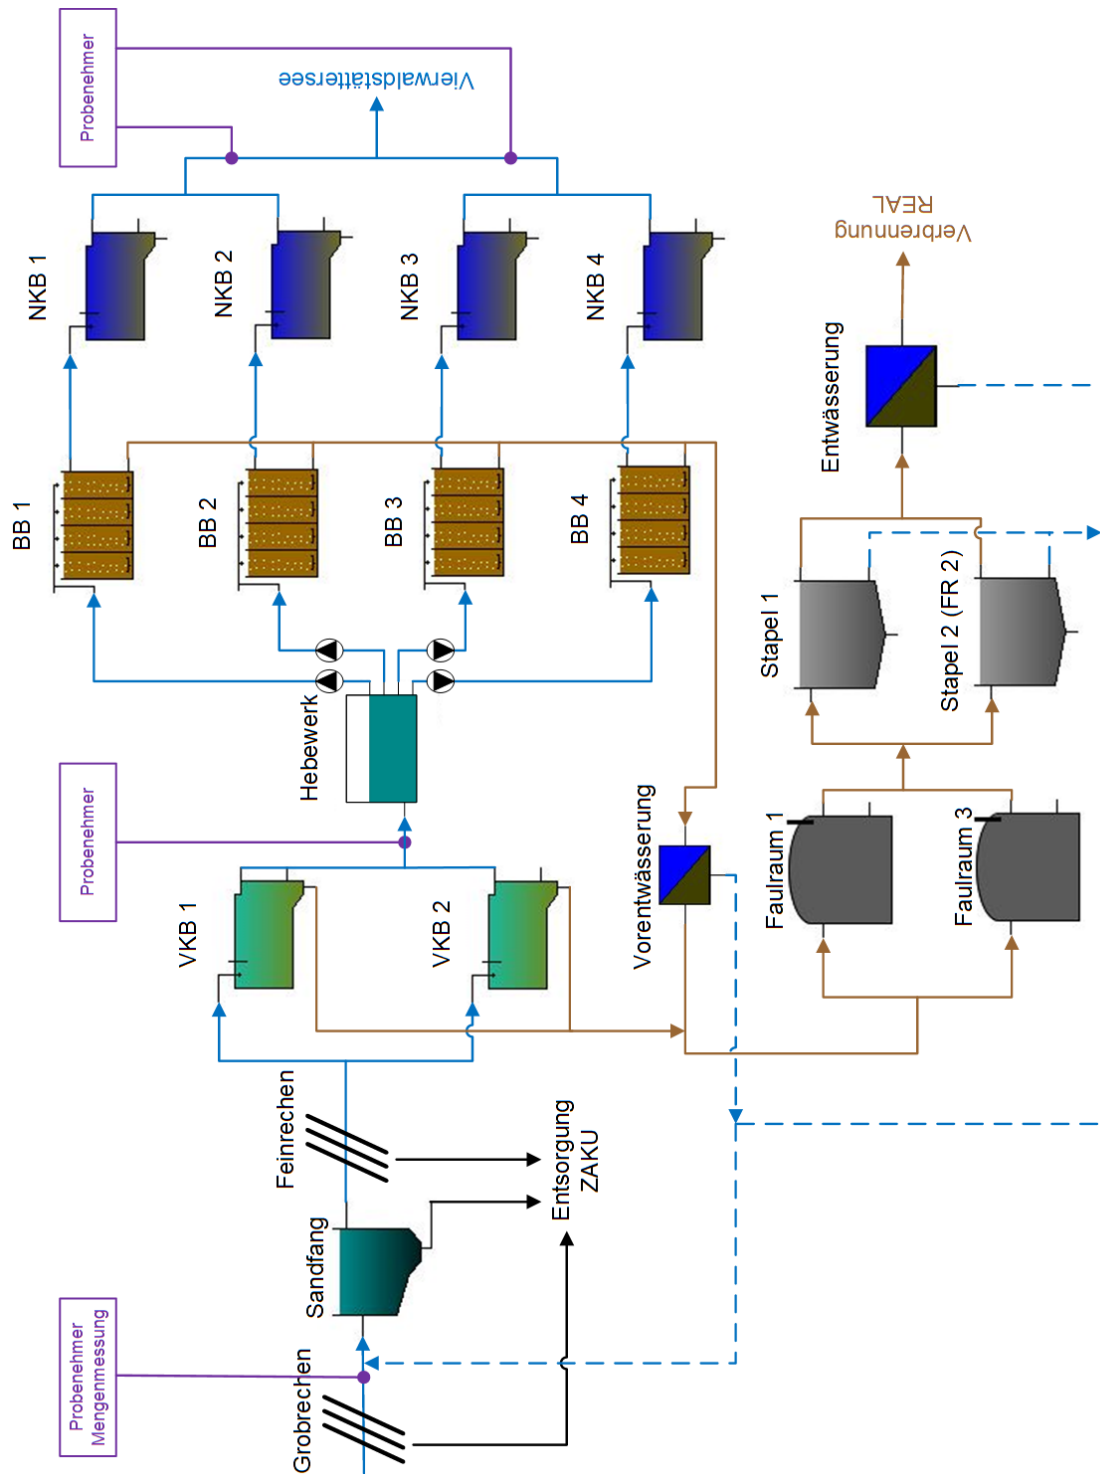 Probenehmer
Mengenmessung
Probenehmer
Probenehmer
Grobrechen
Sandfang
Feinrechen
Entsorgung
ZAKU
VKB 1
VKB 2
Hebewerk
BB 1
BB 2
BB 3
BB 4
NKB 1
NKB 2
NKB 3
NKB 4
Vierwaldstättersee
Vorentwässerung
Faulraum 1
Faulraum 3
Stapel 1
Stapel 2 (FR 2)
Entwässerung
Verbrennung
REAL